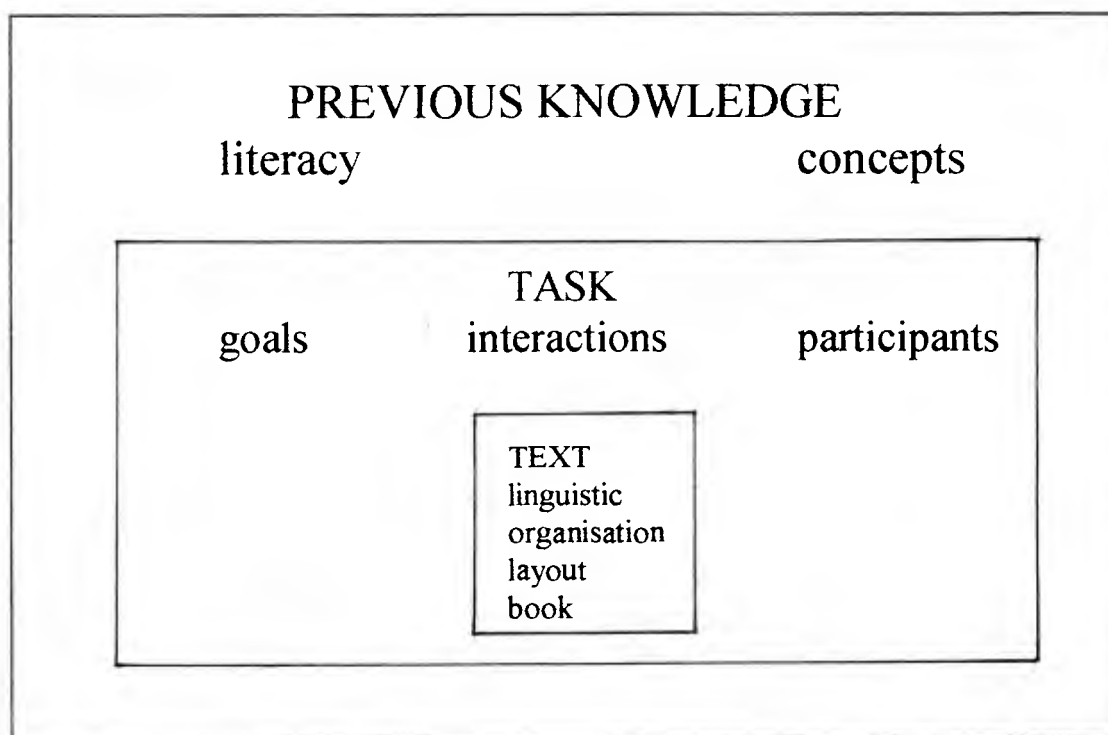 PREVIOUS KNOWLEDGE
literacy concepts
TASK
goals interactions participants
TEXT
linguistic
organisation
layout
book